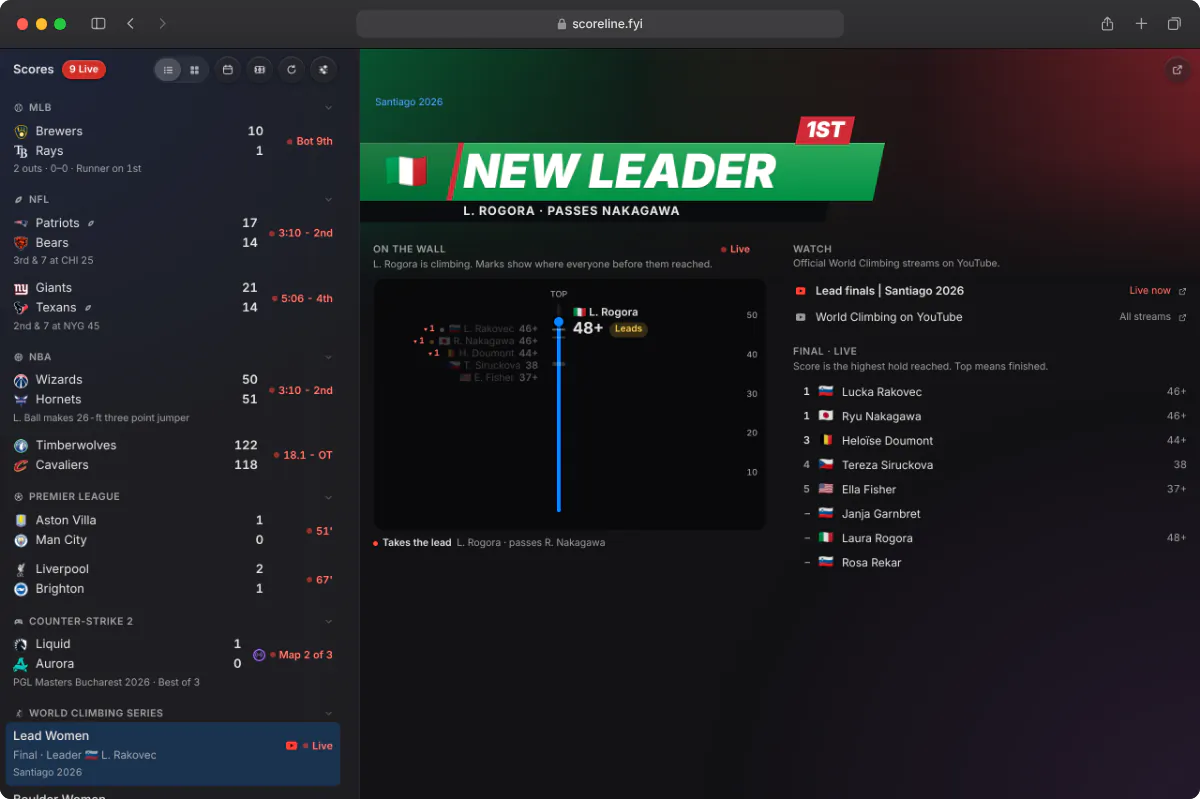 scoreline.fyi
Scores
9 Live
MLB
Brewers 10
Rays 1
Bot 9th
2 outs · 0–0 · Runner on 1st
NFL
Patriots 17
Bears 14
3:10 - 2nd
3rd & 7 at CHI 25
Giants 21
Texans 14
5:06 - 4th
2nd & 7 at NYG 45
NBA
Wizards 50
Hornets 51
3:10 - 2nd
L. Ball makes 26-ft three point jumper
Timberwolves 122
Cavaliers 118
18.1 - OT
PREMIER LEAGUE
Aston Villa 1
Man City 0
51'
Liverpool 2
Brighton 1
67'
COUNTER-STRIKE 2
Liquid 1
Aurora 0
Map 2 of 3
PGL Masters Bucharest 2026 · Best of 3
WORLD CLIMBING SERIES
Lead Women
Live
Final · Leader L. Rakovec
Santiago 2026
Boulder Women
Santiago 2026
1ST
NEW LEADER
L. ROGORA · PASSES NAKAGAWA
ON THE WALL
Live
L. Rogora is climbing. Marks show where everyone before them reached.
TOP
L. Rogora
48+ Leads
1 L. Rakovec 46+
1 R. Nakagawa 46+
1 H. Doumont 44+
T. Siruckova 38
E. Fisher 37+
50
40
30
20
10
Takes the lead L. Rogora · passes R. Nakagawa
WATCH
Official World Climbing streams on YouTube.
Lead finals | Santiago 2026 Live now
World Climbing on YouTube All streams
FINAL · LIVE
Score is the highest hold reached. Top means finished.
1 Lucka Rakovec 46+
1 Ryu Nakagawa 46+
3 Heloïse Doumont 44+
4 Tereza Siruckova 38
5 Ella Fisher 37+
– Janja Garnbret
– Laura Rogora 48+
– Rosa Rekar